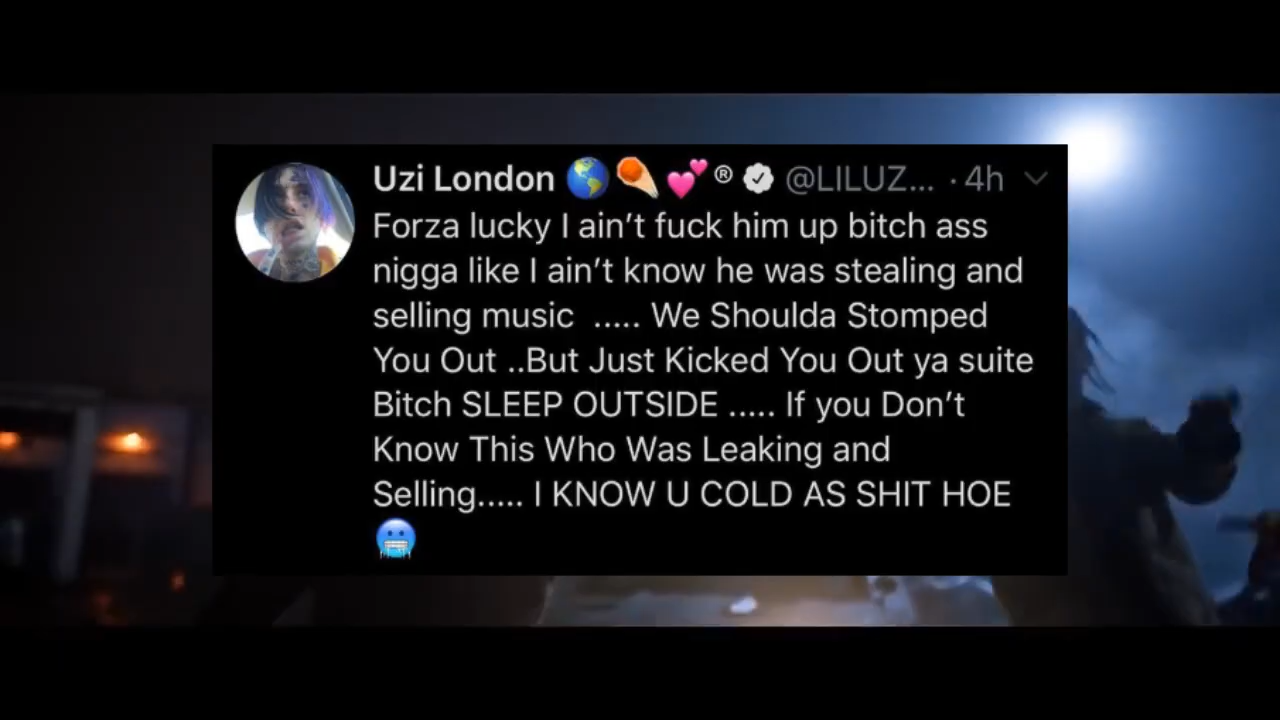 Uzi London 🌎☄️💕® @LILUZ... · 4h
Forza lucky I ain’t fuck him up bitch ass
nigga like I ain’t know he was stealing and
selling music ..... We Shoulda Stomped
You Out ..But Just Kicked You Out ya suite
Bitch SLEEP OUTSIDE ..... If you Don’t
Know This Who Was Leaking and
Selling..... I KNOW U COLD AS SHIT HOE
🥶